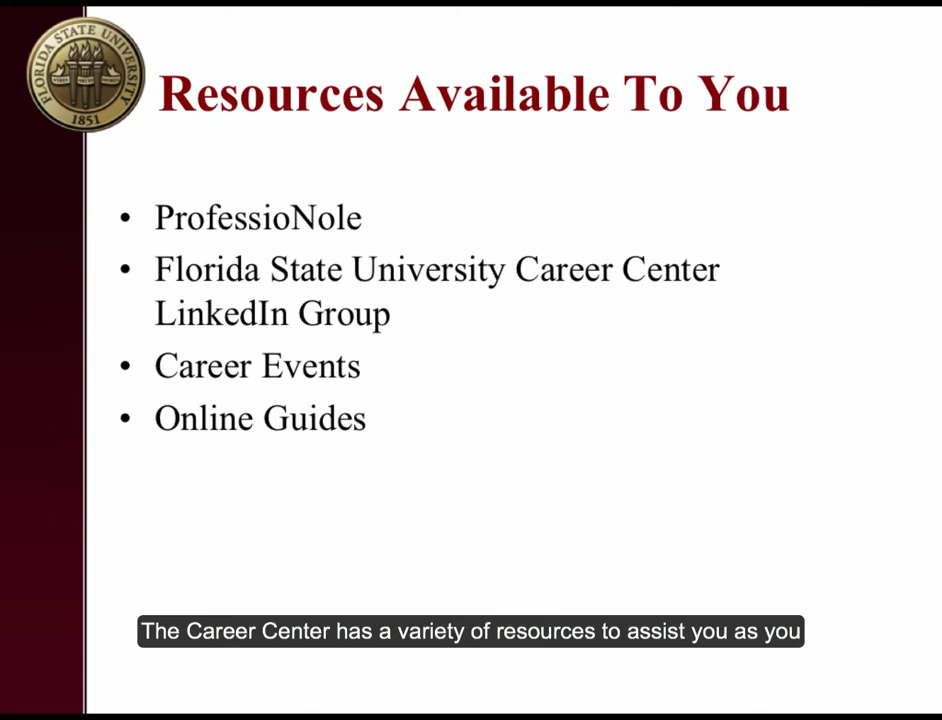 FLORIDA STATE UNIVERSITY
1851
Resources Available To You
• ProfessioNole
• Florida State University Career Center
LinkedIn Group
• Career Events
• Online Guides
The Career Center has a variety of resources to assist you as you